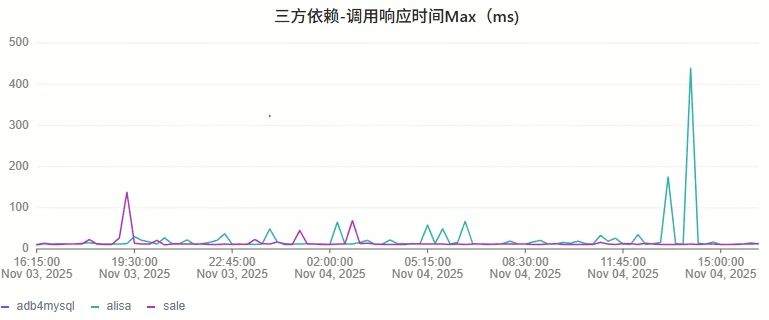 三方依赖-调用响应时间Max（ms)
500
400
300
200
100
0
16:15:00 19:30:00 22:45:00 02:00:00 05:15:00 08:30:00 11:45:00 15:00:00
Nov 03, 2025 Nov 03, 2025 Nov 03, 2025 Nov 04, 2025 Nov 04, 2025 Nov 04, 2025 Nov 04, 2025 Nov 04, 2025
adb4mysql alisa sale